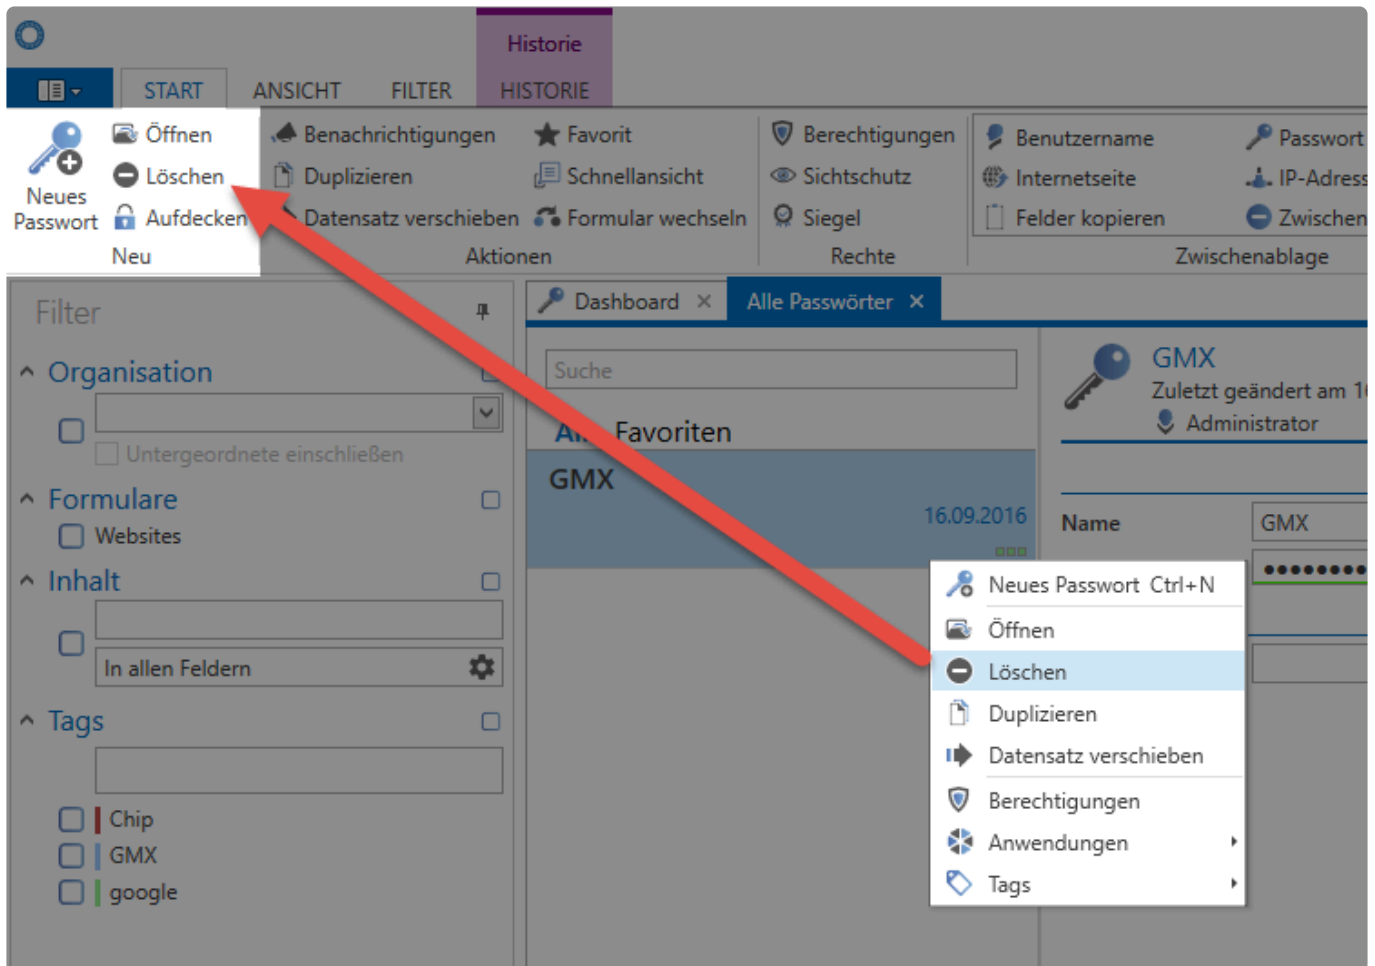 Historie
START ANSICHT FILTER HISTORIE
Neues
Passwort
Öffnen
Löschen
Aufdecken
Neu
Benachrichtigungen
Duplizieren
Datensatz verschieben
Favorit
Schnellansicht
Formular wechseln
Aktionen
Berechtigungen
Sichtschutz
Siegel
Rechte
Benutzername
Internetseite
Felder kopieren
Passwort
IP-Adress
Zwischen
Zwischenablage
Filter
Organisation
Untergeordnete einschließen
Formulare
Websites
Inhalt
In allen Feldern
Tags
Chip
GMX
google
Dashboard
Alle Passwörter
Suche
Favoriten
GMX
16.09.2016
GMX
Zuletzt geändert am
Administrator
Name GMX
Neues Passwort Ctrl+N
Öffnen
Löschen
Duplizieren
Datensatz verschieben
Berechtigungen
Anwendungen
Tags